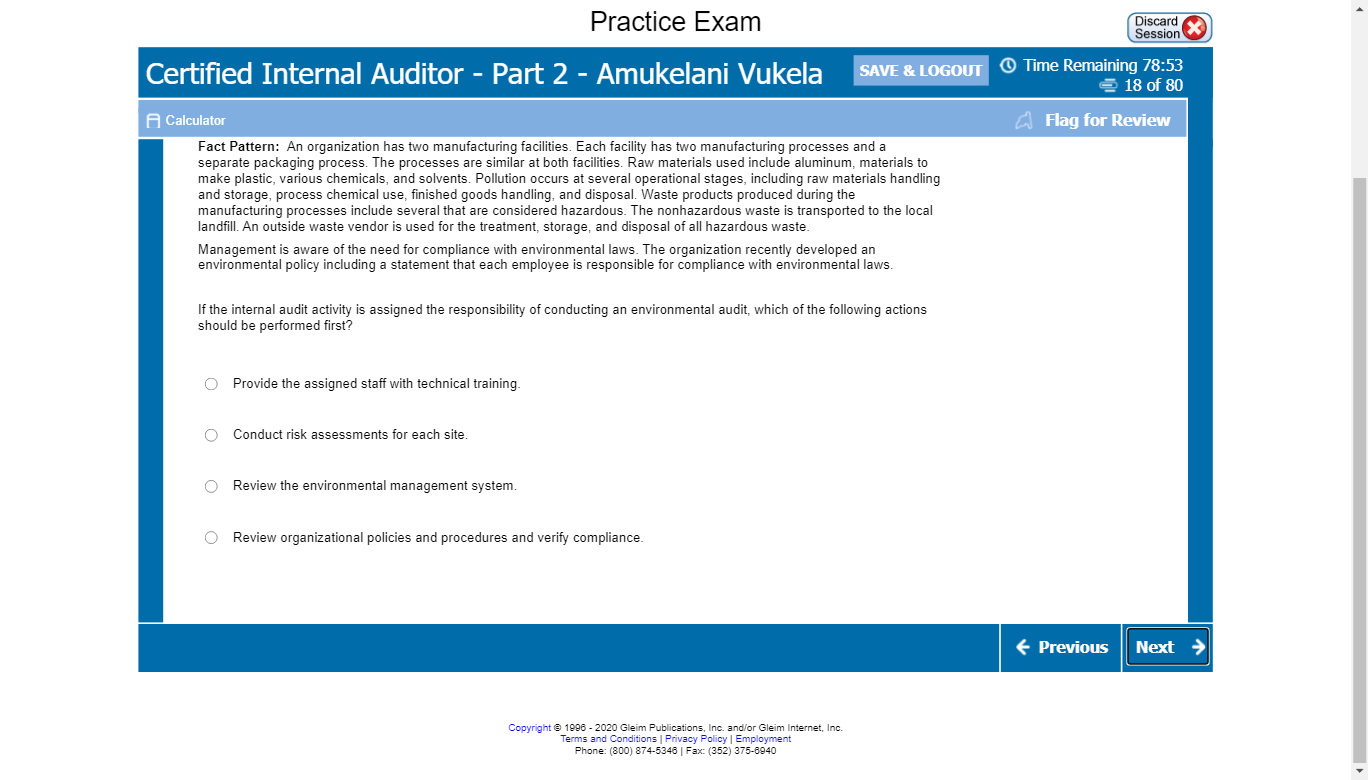 Practice Exam
Discard
Session
Certified Internal Auditor - Part 2 - Amukelani Vukela
SAVE & LOGOUT
Time Remaining 78:53
18 of 80
Calculator
Flag for Review
Fact Pattern: An organization has two manufacturing facilities. Each facility has two manufacturing processes and a
separate packaging process. The processes are similar at both facilities. Raw materials used include aluminum, materials to
make plastic, various chemicals, and solvents. Pollution occurs at several operational stages, including raw materials handling
and storage, process chemical use, finished goods handling, and disposal. Waste products produced during the
manufacturing processes include several that are considered hazardous. The nonhazardous waste is transported to the local
landfill. An outside waste vendor is used for the treatment, storage, and disposal of all hazardous waste.
Management is aware of the need for compliance with environmental laws. The organization recently developed an
environmental policy including a statement that each employee is responsible for compliance with environmental laws.
If the internal audit activity is assigned the responsibility of conducting an environmental audit, which of the following actions
should be performed first?
Provide the assigned staff with technical training.
Conduct risk assessments for each site.
Review the environmental management system.
Review organizational policies and procedures and verify compliance.
Previous
Next
Copyright © 1996 - 2020 Gleim Publications, Inc. and/or Gleim Internet, Inc.
Terms and Conditions | Privacy Policy | Employment
Phone: (800) 874-5346 | Fax: (352) 375-6940